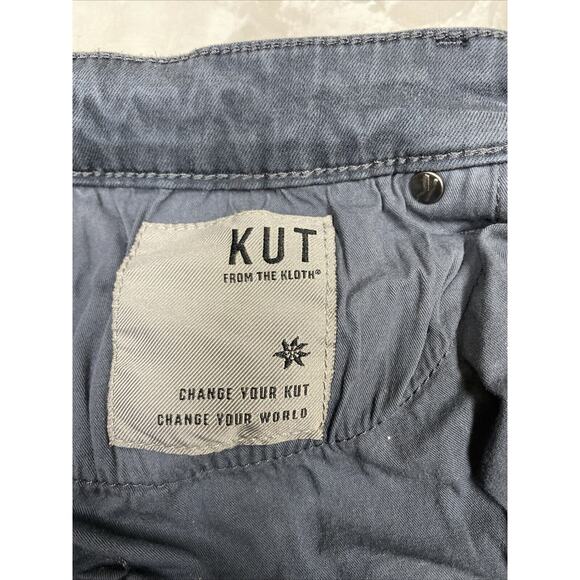 KUT
FROM THE KLOTH®
CHANGE YOUR KUT
CHANGE YOUR WORLD